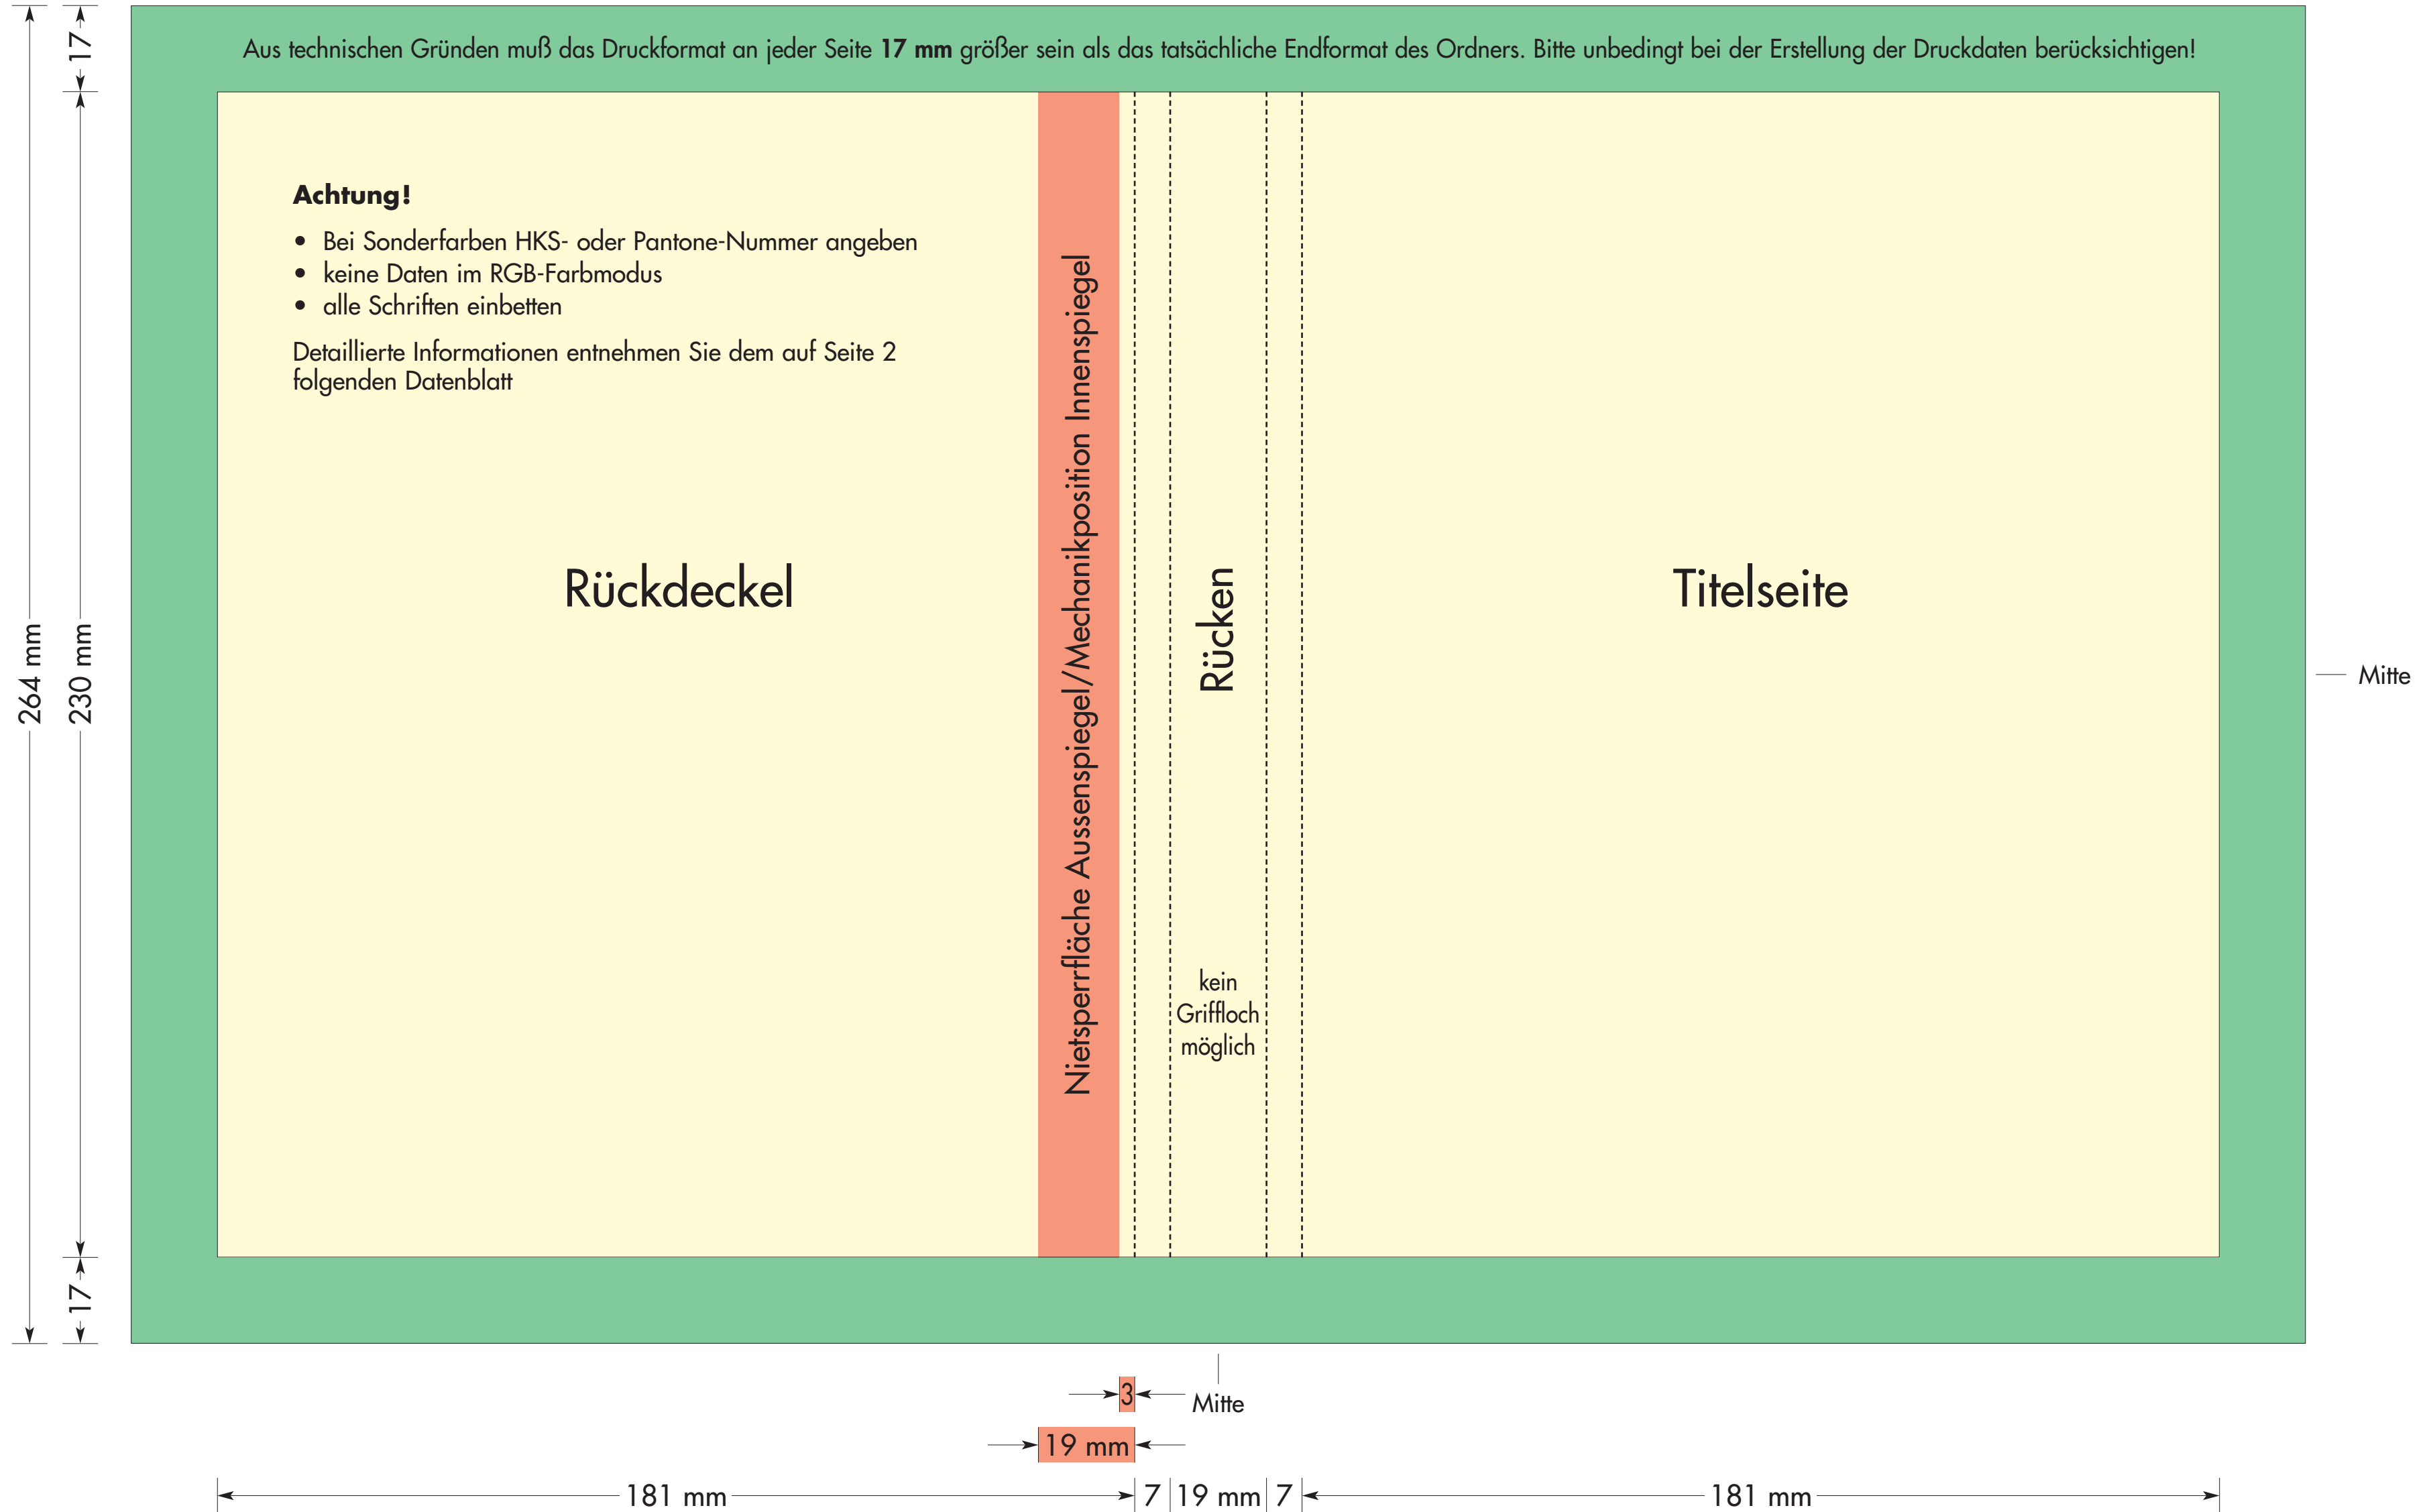 17
Aus technischen Gründen muß das Druckformat an jeder Seite 17 mm größer sein als das tatsächliche Endformat des Ordners. Bitte unbedingt bei der Erstellung der Druckdaten berücksichtigen!
Achtung!
• Bei Sonderfarben HKS- oder Pantone-Nummer angeben
• keine Daten im RGB-Farbmodus
• alle Schriften einbetten
Detaillierte Informationen entnehmen Sie dem auf Seite 2
folgenden Datenblatt
264 mm
230 mm
Rückdeckel
Nietsperrfläche Aussenspiegel/Mechanikposition Innenspiegel
Rücken
Titelseite
Mitte
kein
Griffloch
möglich
17
3
Mitte
19 mm
181 mm
7
19 mm
7
181 mm